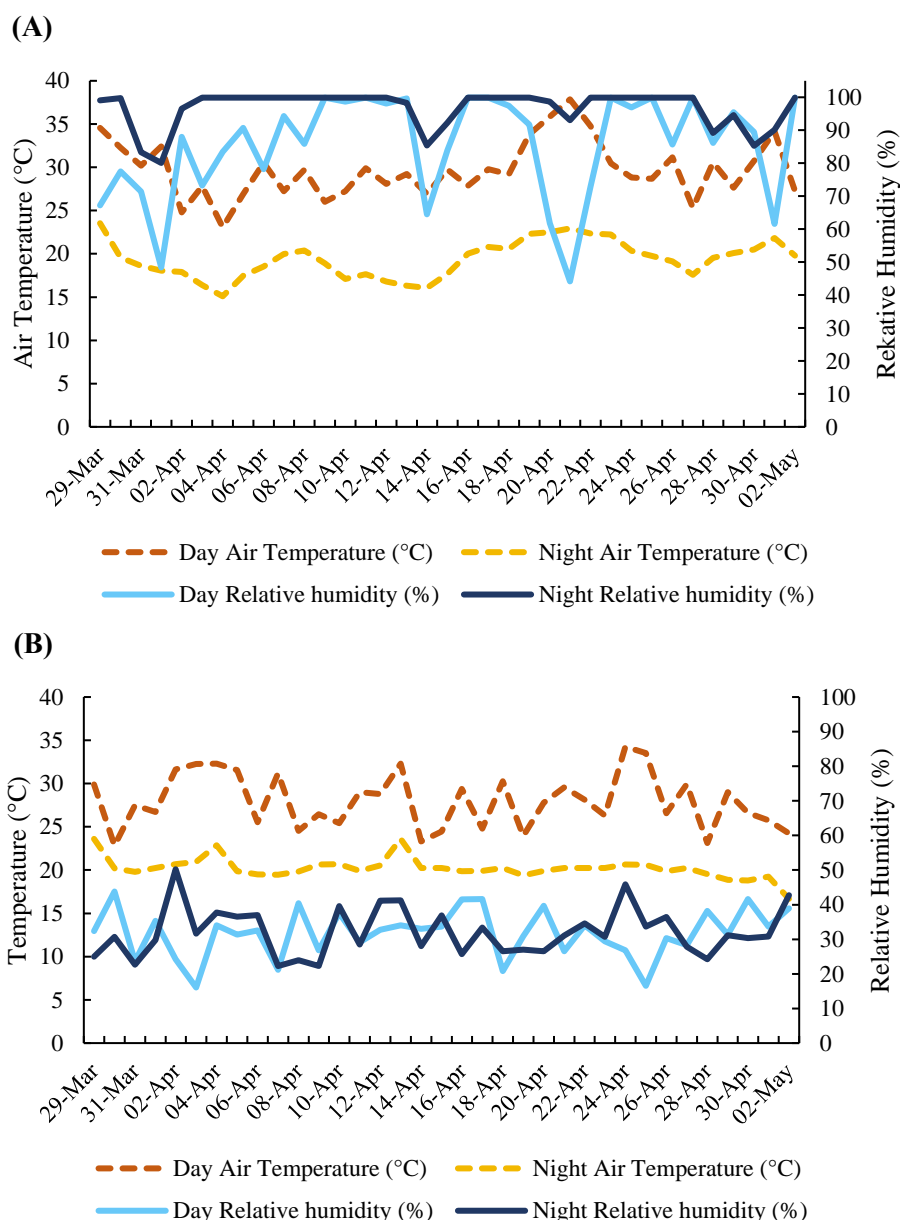 (A)
Air Temperature (°C)
40
35
30
25
20
15
10
5
0
100
90
80
70
60
50
40
30
20
10
0
Rekative Humidity (%)
29-Mar
31-Mar
02-Apr
04-Apr
06-Apr
08-Apr
10-Apr
12-Apr
14-Apr
16-Apr
18-Apr
20-Apr
22-Apr
24-Apr
26-Apr
28-Apr
30-Apr
02-May
Day Air Temperature (°C) Night Air Temperature (°C)
Day Relative humidity (%) Night Relative humidity (%)
(B)
Temperature (°C)
40
35
30
25
20
15
10
5
0
100
90
80
70
60
50
40
30
20
10
0
Relative Humidity (%)
29-Mar
31-Mar
02-Apr
04-Apr
06-Apr
08-Apr
10-Apr
12-Apr
14-Apr
16-Apr
18-Apr
20-Apr
22-Apr
24-Apr
26-Apr
28-Apr
30-Apr
02-May
Day Air Temperature (°C) Night Air Temperature (°C)
Day Relative humidity (%) Night Relative humidity (%)